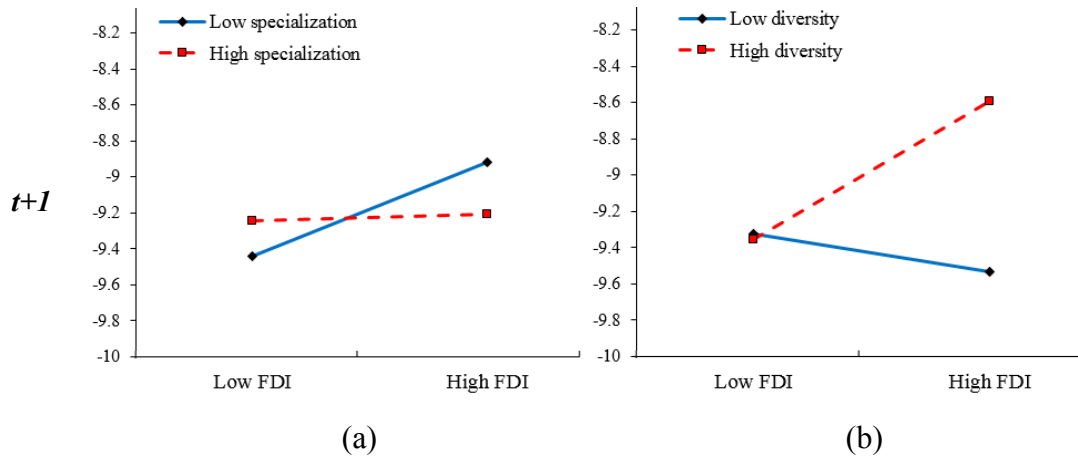 Low specialization
High specialization
-8.2
-8.4
-8.6
-8.8
-9
-9.2
-9.4
-9.6
-9.8
-10
t+1
Low FDI
High FDI
(a)
Low diversity
High diversity
-8.2
-8.4
-8.6
-8.8
-9
-9.2
-9.4
-9.6
-9.8
-10
Low FDI
High FDI
(b)